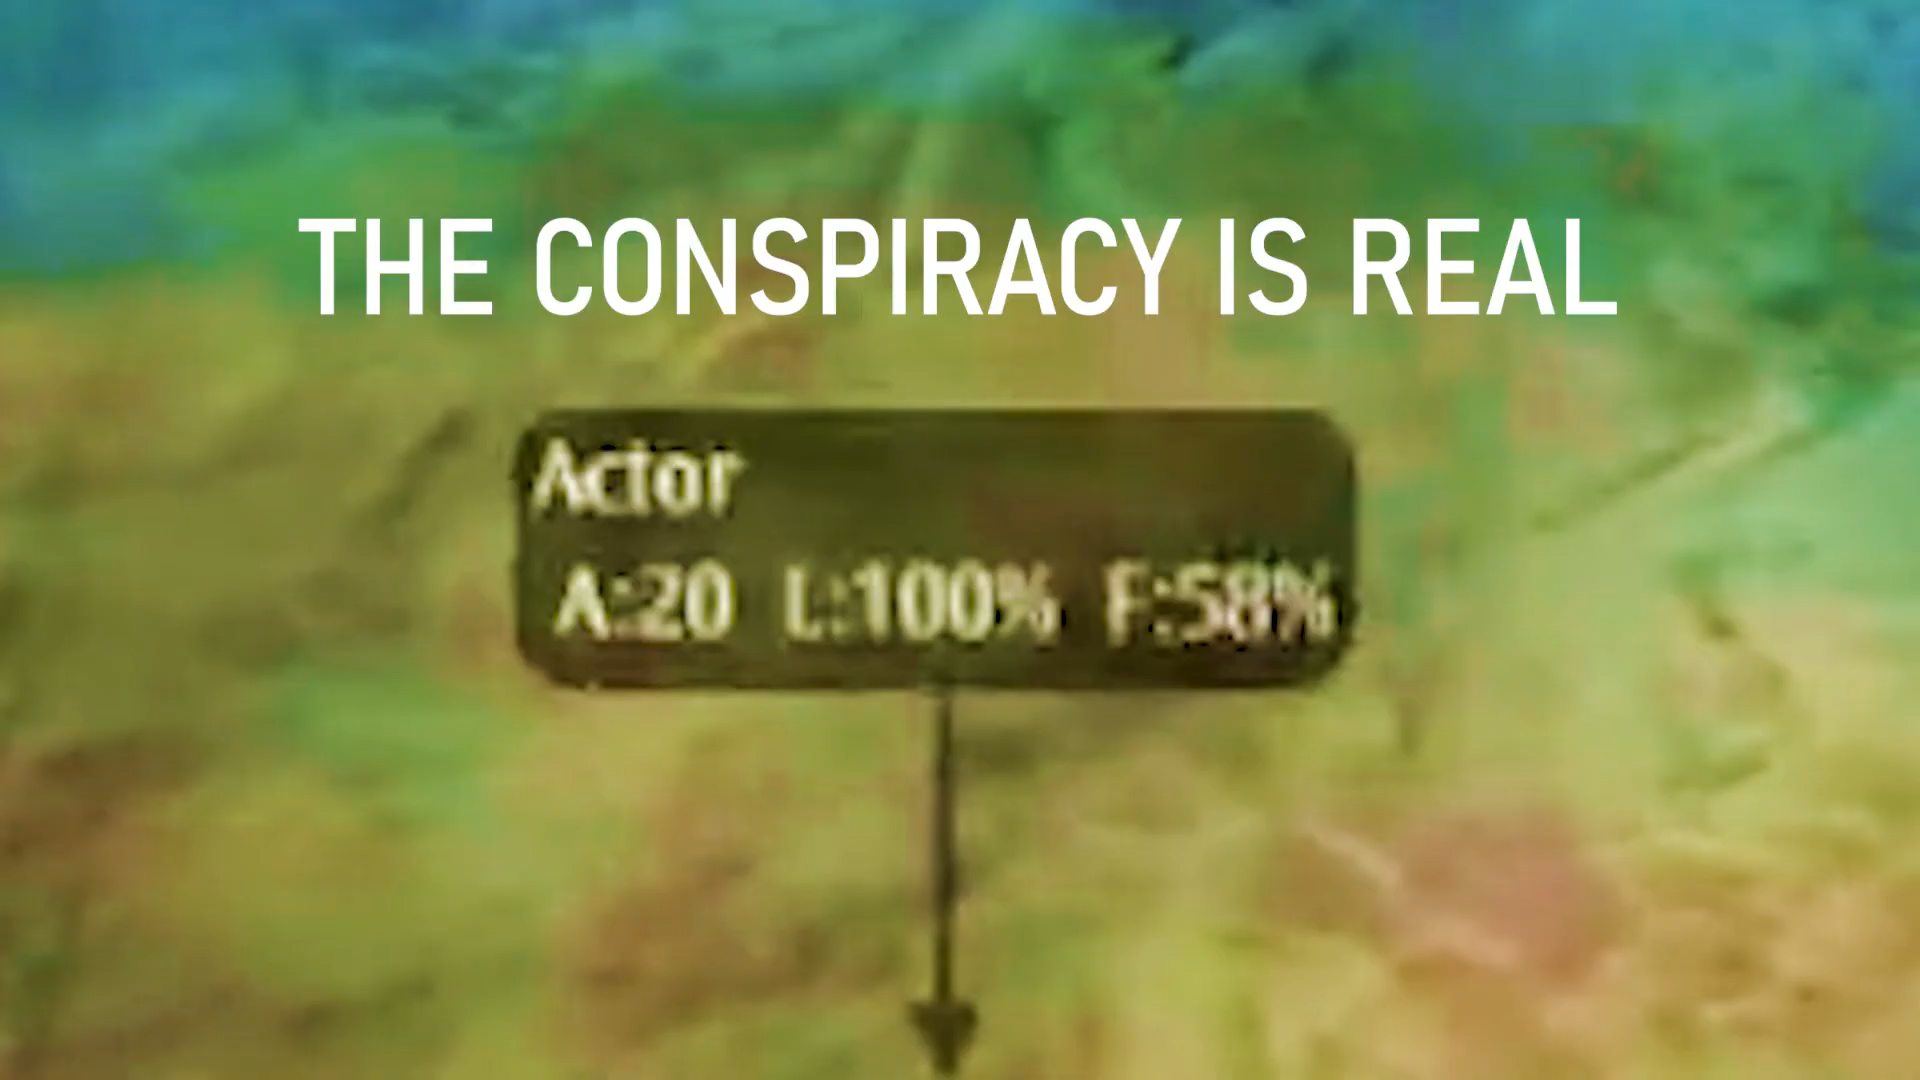 THE CONSPIRACY IS REAL
Actor
A:20 L:100% F:58%